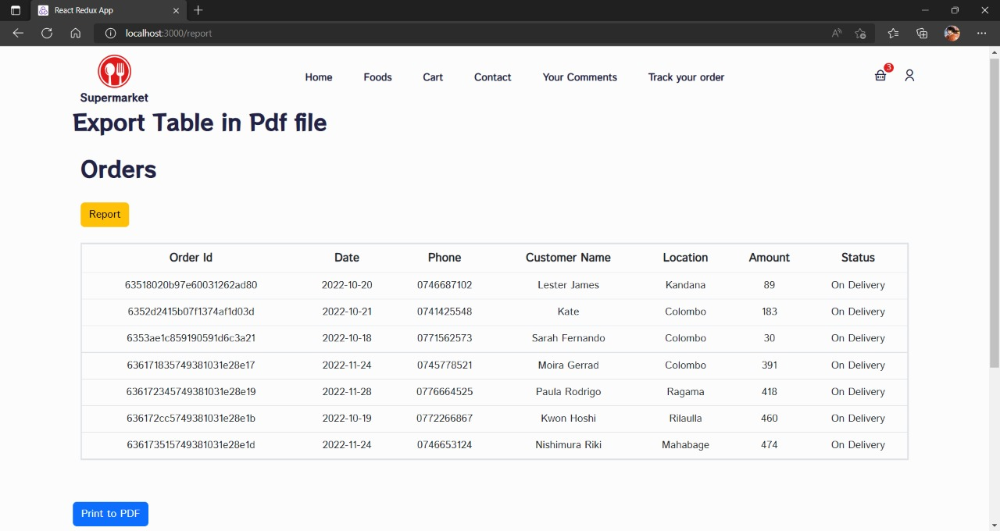 React Redux App
localhost:3000/report
Supermarket
Home Foods Cart Contact Your Comments Track your order 3
Export Table in Pdf file
Orders
Report
Order Id Date Phone Customer Name Location Amount Status
63518020b97e60031262ad80 2022-10-20 0746687102 Lester James Kandana 89 On Delivery
6352d2415b07f1374af1d03d 2022-10-21 0741425548 Kate Colombo 183 On Delivery
6353ae1c859190591d6c3a21 2022-10-18 0771562573 Sarah Fernando Colombo 30 On Delivery
636171835749381031e28e17 2022-11-24 0745778521 Moira Gerrad Colombo 391 On Delivery
636172345749381031e28e19 2022-11-28 0776664525 Paula Rodrigo Ragama 418 On Delivery
636172cc5749381031e28e1b 2022-10-19 0772266867 Kwon Hoshi Rilaulla 460 On Delivery
636173515749381031e28e1d 2022-11-24 0746653124 Nishimura Riki Mahabage 474 On Delivery
Print to PDF